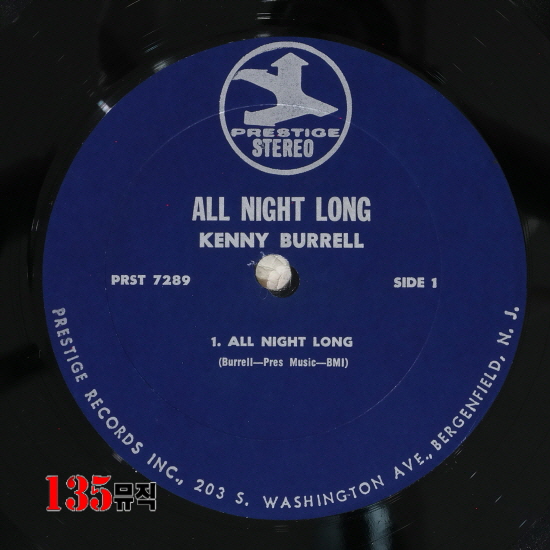 PRESTIGE
STEREO
ALL NIGHT LONG
KENNY BURRELL
PRST 7289
SIDE 1
1. ALL NIGHT LONG
(Burrell—Pres Music—BMI)
PRESTIGE RECORDS INC., 203 S. WASHINGTON AVE., BERGENFIELD, N. J.
135뮤직